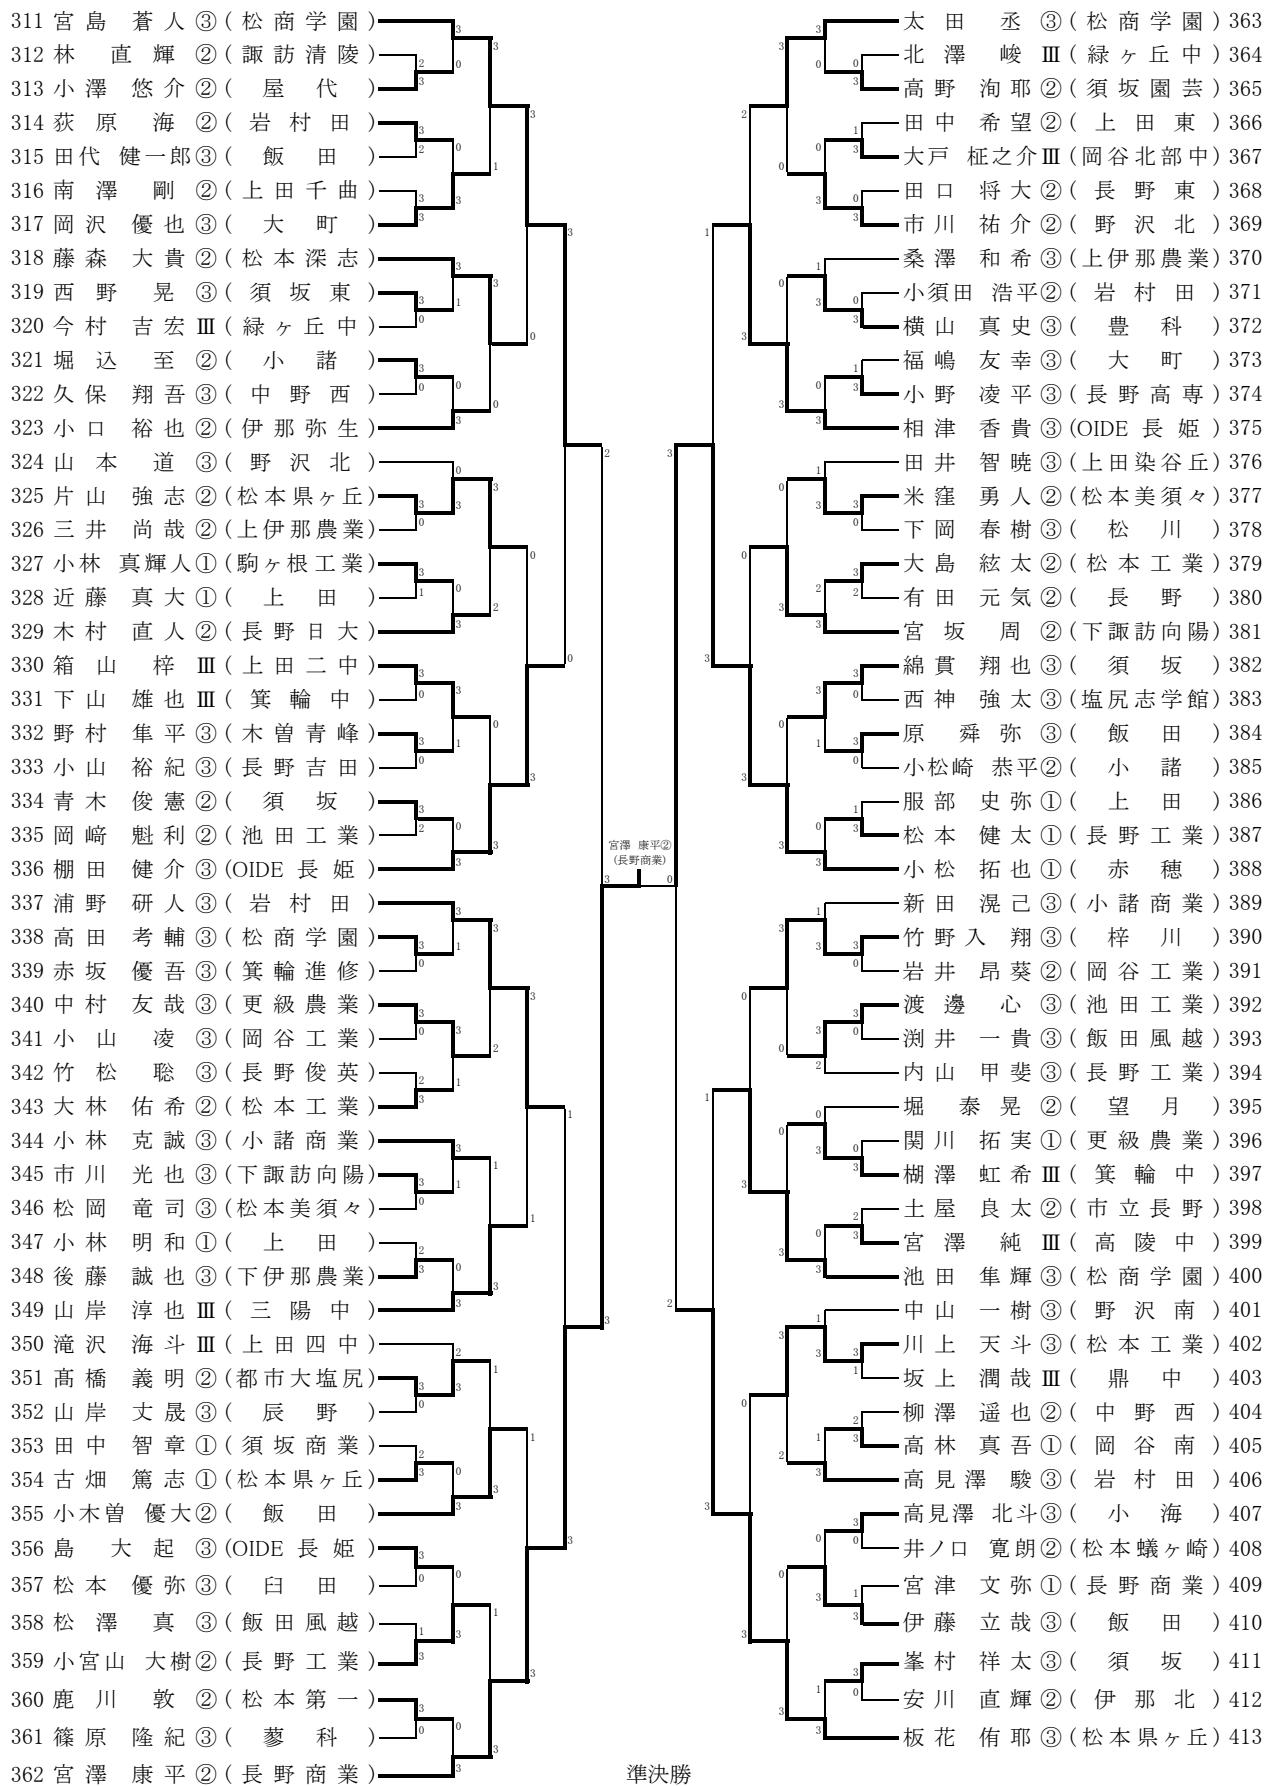 311 宮島 蒼人 ③ (松商学園)
312 林 直輝 ② (諏訪清陵)
313 小澤 悠介 ② (屋代)
314 荻原 海 ② (岩村田)
315 田代 健一郎 ③ (飯田)
316 南澤 剛 ② (上田千曲)
317 岡沢 優也 ③ (大町)
318 藤森 大貴 ② (松本深志)
319 西野 晃 ③ (須坂東)
320 今村 吉宏 Ⅲ (緑ヶ丘中)
321 堀込 至 ② (小諸)
322 久保 翔吾 ③ (中野西)
323 小口 裕也 ② (伊那弥生)
324 山本 道 ③ (野沢北)
325 片山 強志 ② (松本県ヶ丘)
326 三井 尚哉 ② (上伊那農業)
327 小林 真輝人 ① (駒ヶ根工業)
328 近藤 真大 ① (上田)
329 木村 直人 ② (長野日大)
330 箱山 梓 Ⅲ (上田二中)
331 下山 雄也 Ⅲ (箕輪中)
332 野村 隼平 ③ (木曽青峰)
333 小山 裕紀 ③ (長野吉田)
334 青木 俊憲 ② (須坂)
335 岡﨑 魁利 ② (池田工業)
336 棚田 健介 ③ (OIDE 長姫)
337 浦野 研人 ③ (岩村田)
338 高田 考輔 ③ (松商学園)
339 赤坂 優吾 ③ (箕輪進修)
340 中村 友哉 ③ (更級農業)
341 小山 凌 ③ (岡谷工業)
342 竹松 聡 ③ (長野俊英)
343 大林 佑希 ② (松本工業)
344 小林 克誠 ③ (小諸商業)
345 市川 光也 ③ (下諏訪向陽)
346 松岡 竜司 ③ (松本美須々)
347 小林 明和 ① (上田)
348 後藤 誠也 ③ (下伊那農業)
349 山岸 淳也 Ⅲ (三陽中)
350 滝沢 海斗 Ⅲ (上田四中)
351 髙橋 義明 ② (都市大塩尻)
352 山岸 丈晟 ③ (辰野)
353 田中 智章 ① (須坂商業)
354 古畑 篤志 ① (松本県ヶ丘)
355 小木曽 優大 ② (飯田)
356 島 大起 ③ (OIDE 長姫)
357 松本 優弥 ③ (臼田)
358 松澤 真 ③ (飯田風越)
359 小宮山 大樹 ② (長野工業)
360 鹿川 敦 ② (松本第一)
361 篠原 隆紀 ③ (蓼科)
362 宮澤 康平 ② (長野商業)
宮澤 康平②
(長野商業)
太田 丞 ③ (松商学園) 363
北澤 峻 Ⅲ (緑ヶ丘中) 364
高野 洵耶 ② (須坂園芸) 365
田中 希望 ② (上田東) 366
大戸 柾之介 Ⅲ (岡谷北部中) 367
田口 将大 ② (長野東) 368
市川 祐介 ② (野沢北) 369
桑澤 和希 ③ (上伊那農業) 370
小須田 浩平 ② (岩村田) 371
横山 真史 ③ (豊科) 372
福嶋 友幸 ③ (大町) 373
小野 凌平 ③ (長野高専) 374
相津 香貴 ③ (OIDE 長姫) 375
田井 智暁 ③ (上田染谷丘) 376
米窪 勇人 ② (松本美須々) 377
下岡 春樹 ③ (松川) 378
大島 絃太 ② (松本工業) 379
有田 元気 ② (長野) 380
宮坂 周 ② (下諏訪向陽) 381
綿貫 翔也 ③ (須坂) 382
西神 強太 ③ (塩尻志学館) 383
原 舜弥 ③ (飯田) 384
小松崎 恭平 ② (小諸) 385
服部 史弥 ① (上田) 386
松本 健太 ① (長野工業) 387
小松 拓也 ① (赤穂) 388
新田 滉己 ③ (小諸商業) 389
竹野入 翔 ③ (梓川) 390
岩井 昂葵 ② (岡谷工業) 391
渡邊 心 ③ (池田工業) 392
渕井 一貴 ③ (飯田風越) 393
内山 甲斐 ③ (長野工業) 394
堀 泰晃 ② (望月) 395
関川 拓実 ① (更級農業) 396
楜澤 虹希 Ⅲ (箕輪中) 397
土屋 良太 ② (市立長野) 398
宮澤 純 Ⅲ (高陵中) 399
池田 隼輝 ③ (松商学園) 400
中山 一樹 ③ (野沢南) 401
川上 天斗 ③ (松本工業) 402
坂上 潤哉 Ⅲ (鼎中) 403
柳澤 遥也 ② (中野西) 404
高林 真吾 ① (岡谷南) 405
高見澤 駿 ③ (岩村田) 406
高見澤 北斗 ③ (小海) 407
井ノ口 寛朗 ② (松本蟻ヶ崎) 408
宮津 文弥 ① (長野商業) 409
伊藤 立哉 ③ (飯田) 410
峯村 祥太 ③ (須坂) 411
安川 直輝 ② (伊那北) 412
板花 侑耶 ③ (松本県ヶ丘) 413
準決勝